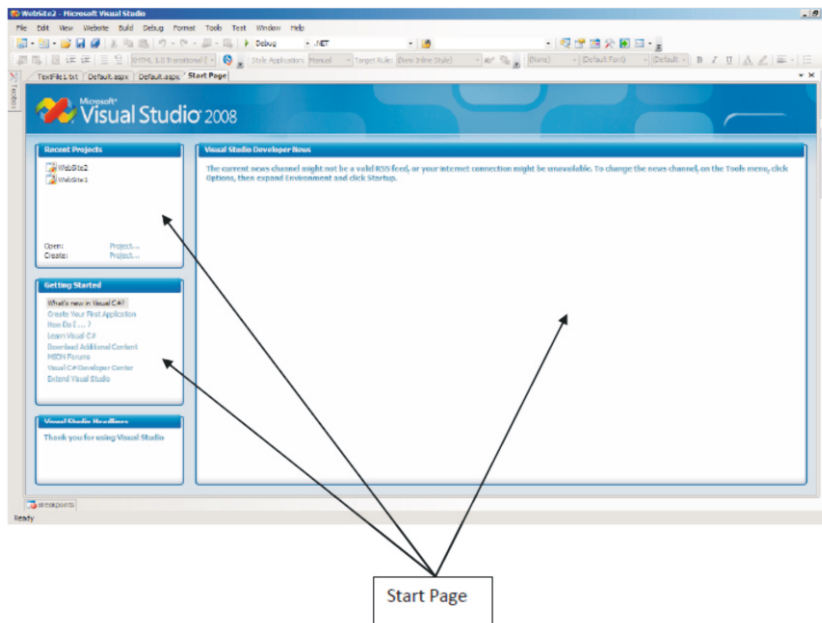 WebSite2 - Microsoft Visual Studio
File Edit View Website Build Debug Format Tools Test Window Help
Debug .NET
XHTML 1.0 Transitional ( Style Application: Manual Target Rule: (New Inline Style) (None) (Default Font) (Default B I U A
TextFile1.txt Default.aspx Default.aspx Start Page
Toolbox
Microsoft®
Visual Studio 2008
Recent Projects
WebSite2
WebSite1
Open: Project...
Create: Project...
Getting Started
What's new in Visual C#?
Create Your First Application
How Do I ... ?
Learn Visual C#
Download Additional Content
MSDN Forums
Visual C# Developer Center
Extend Visual Studio
Visual Studio Headlines
Thank you for using Visual Studio
Visual Studio Developer News
The current news channel might not be a valid RSS feed, or your internet connection might be unavailable. To change the news channel, on the Tools menu, click
Options, then expand Environment and click Startup.
Breakpoints
Ready
Start Page